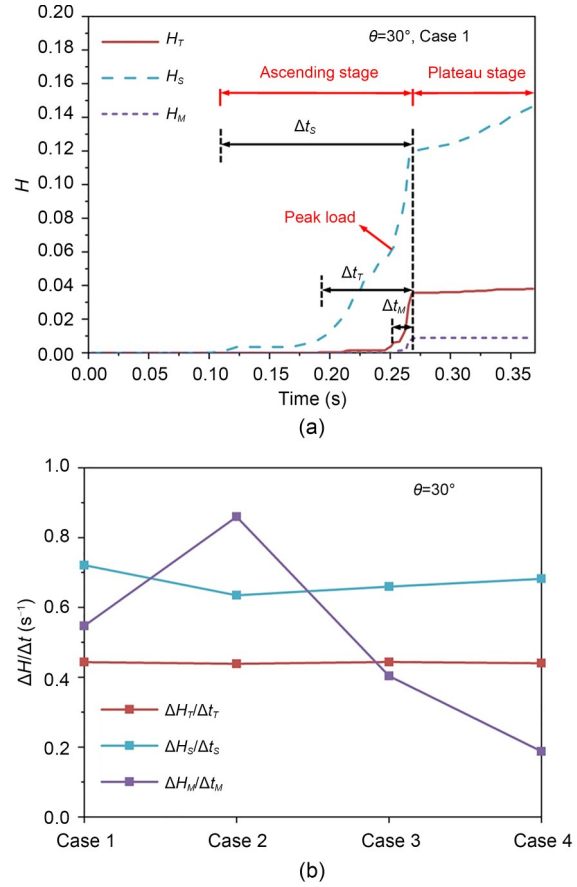 0.20
θ=30°, Case 1
H_T
0.18
H_S
Ascending stage
Plateau stage
0.16
H_M
0.14
Δt_S
0.12
H
0.10
0.08
Peak load
0.06
Δt_T
0.04
Δt_M
0.02
0.00
0.00 0.05 0.10 0.15 0.20 0.25 0.30 0.35
Time (s)
(a)
1.0
θ=30°
0.8
0.6
ΔH/Δt (s⁻¹)
0.4
ΔH_T/Δt_T
ΔH_S/Δt_S
0.2
ΔH_M/Δt_M
0.0
Case 1 Case 2 Case 3 Case 4
(b)